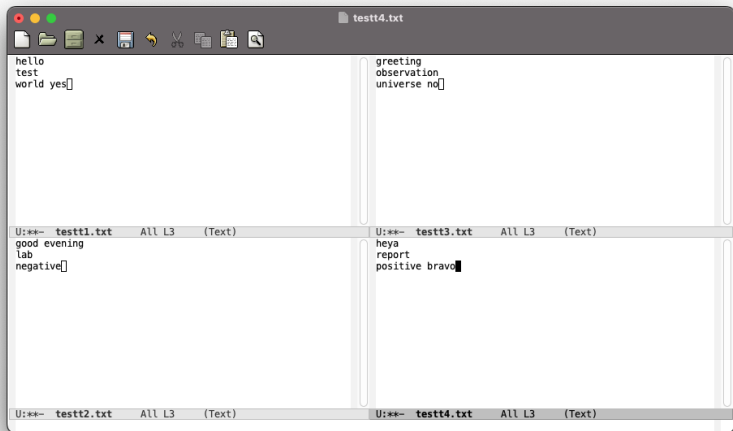 testt4.txt
hello
test
world yes
U:**-  testt1.txt     All L3     (Text)
greeting
observation
universe no
U:**-  testt3.txt     All L3     (Text)
good evening
lab
negative
U:**-  testt2.txt     All L3     (Text)
heya
report
positive bravo
U:**-  testt4.txt     All L3     (Text)